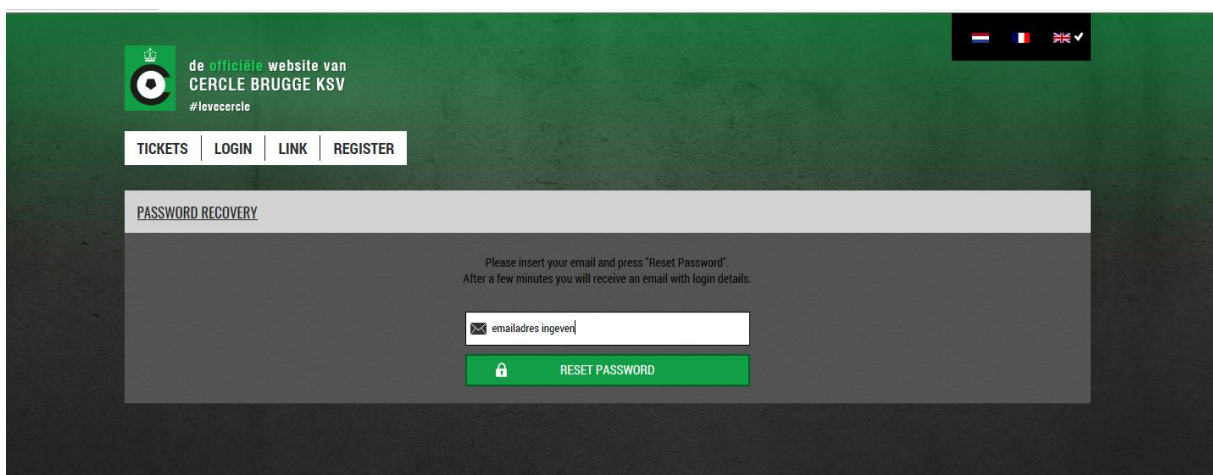 de officiële website van
CERCLE BRUGGE KSV
#levecercle
TICKETS LOGIN LINK REGISTER
PASSWORD RECOVERY
Please insert your email and press "Reset Password".
After a few minutes you will receive an email with login details.
emailadres ingeven
RESET PASSWORD